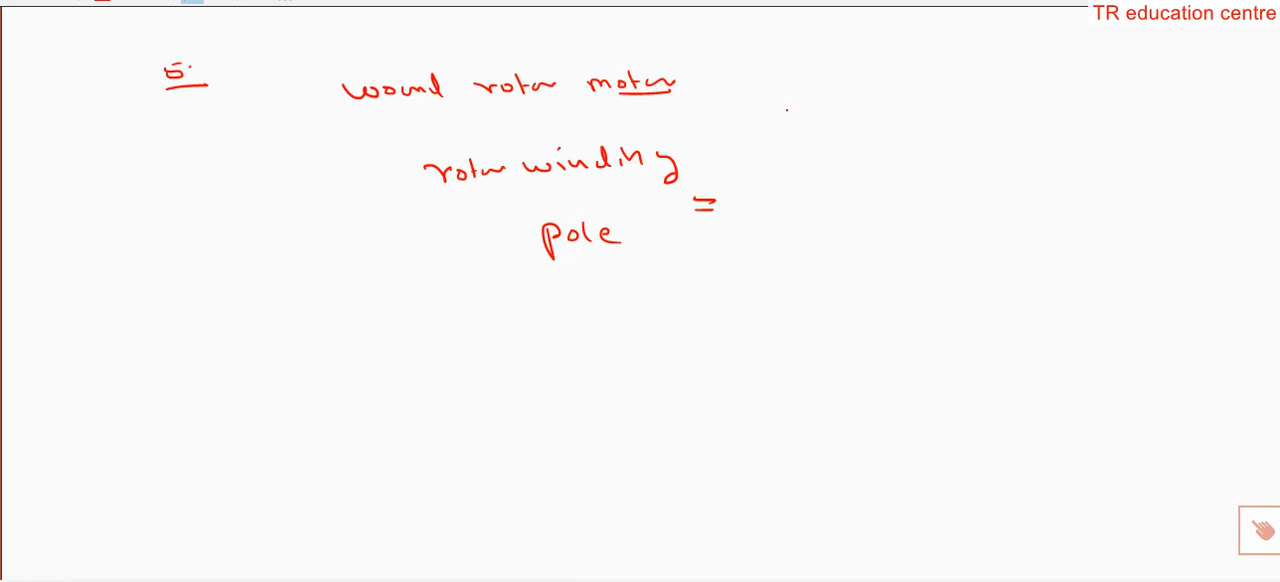 TR education centre
5.
wound rotor motor
rotor winding
=
pole